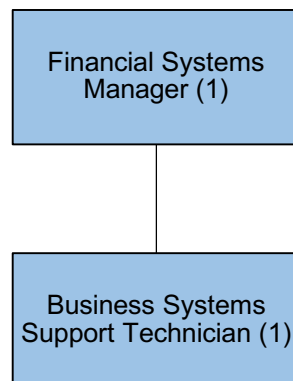 Financial Systems
Manager (1)
Business Systems
Support Technician (1)